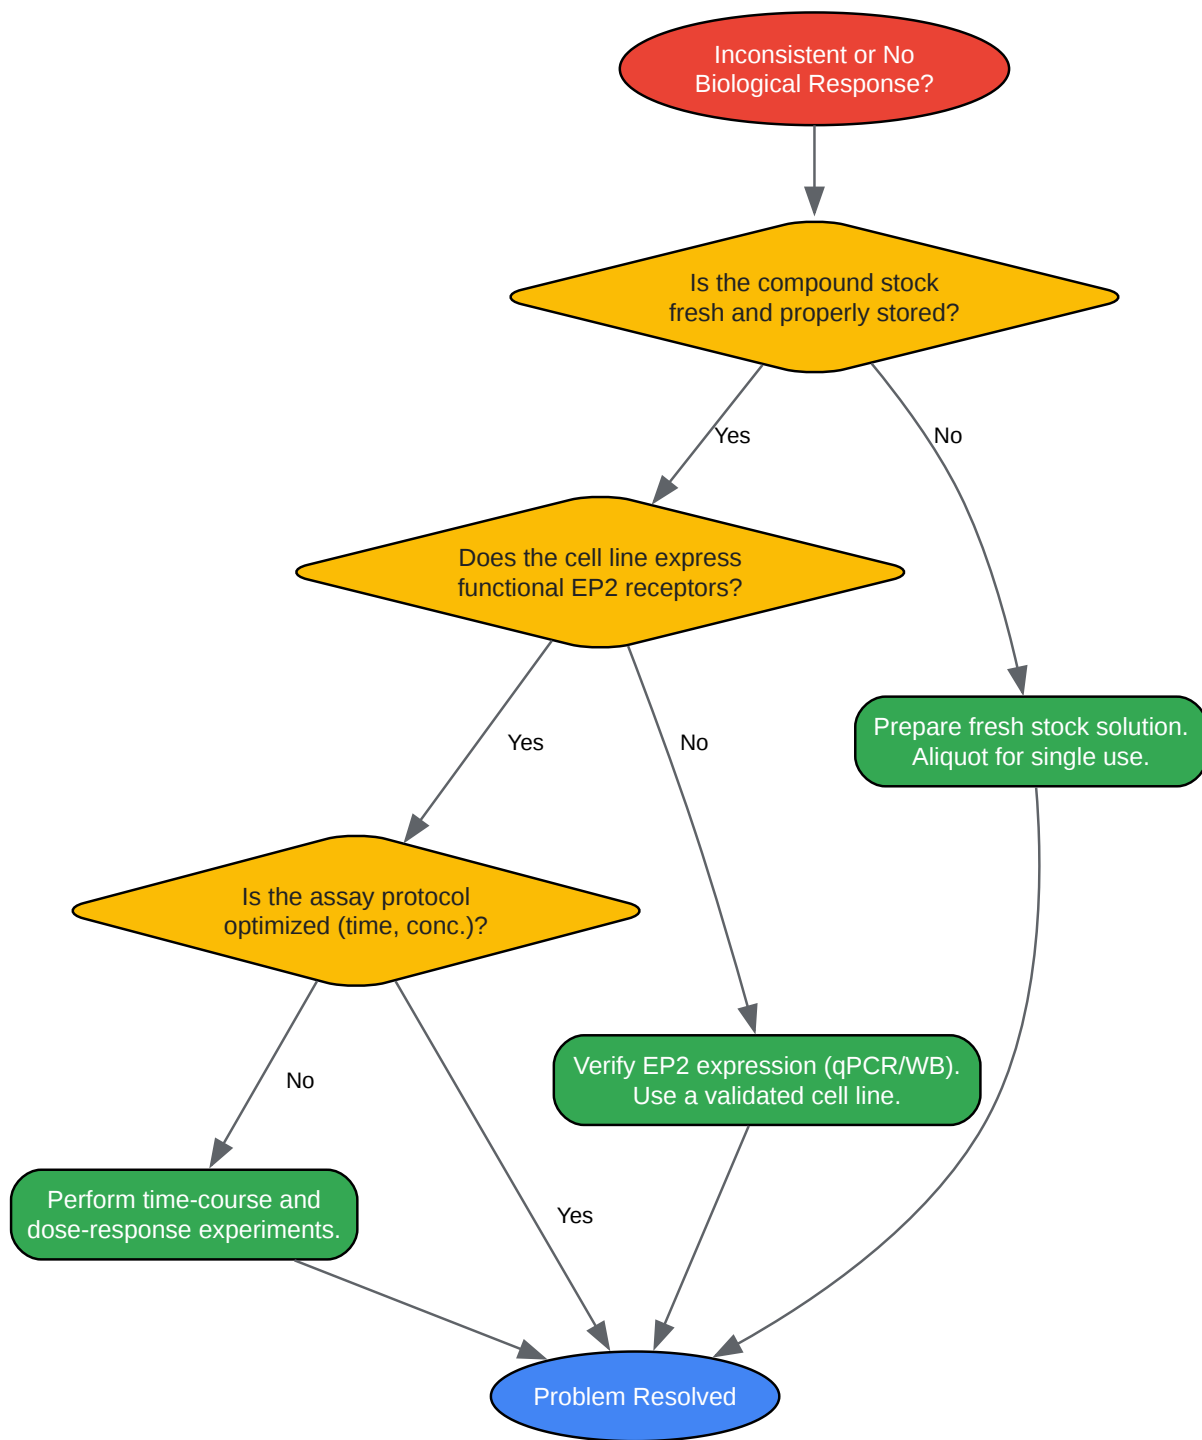 Inconsistent or No
Biological Response?
Is the compound stock
fresh and properly stored?
Yes
No
Does the cell line express
functional EP2 receptors?
Yes
No
Prepare fresh stock solution.
Aliquot for single use.
Is the assay protocol
optimized (time, conc.)?
No
Yes
Verify EP2 expression (qPCR/WB).
Use a validated cell line.
Perform time-course and
dose-response experiments.
Problem Resolved